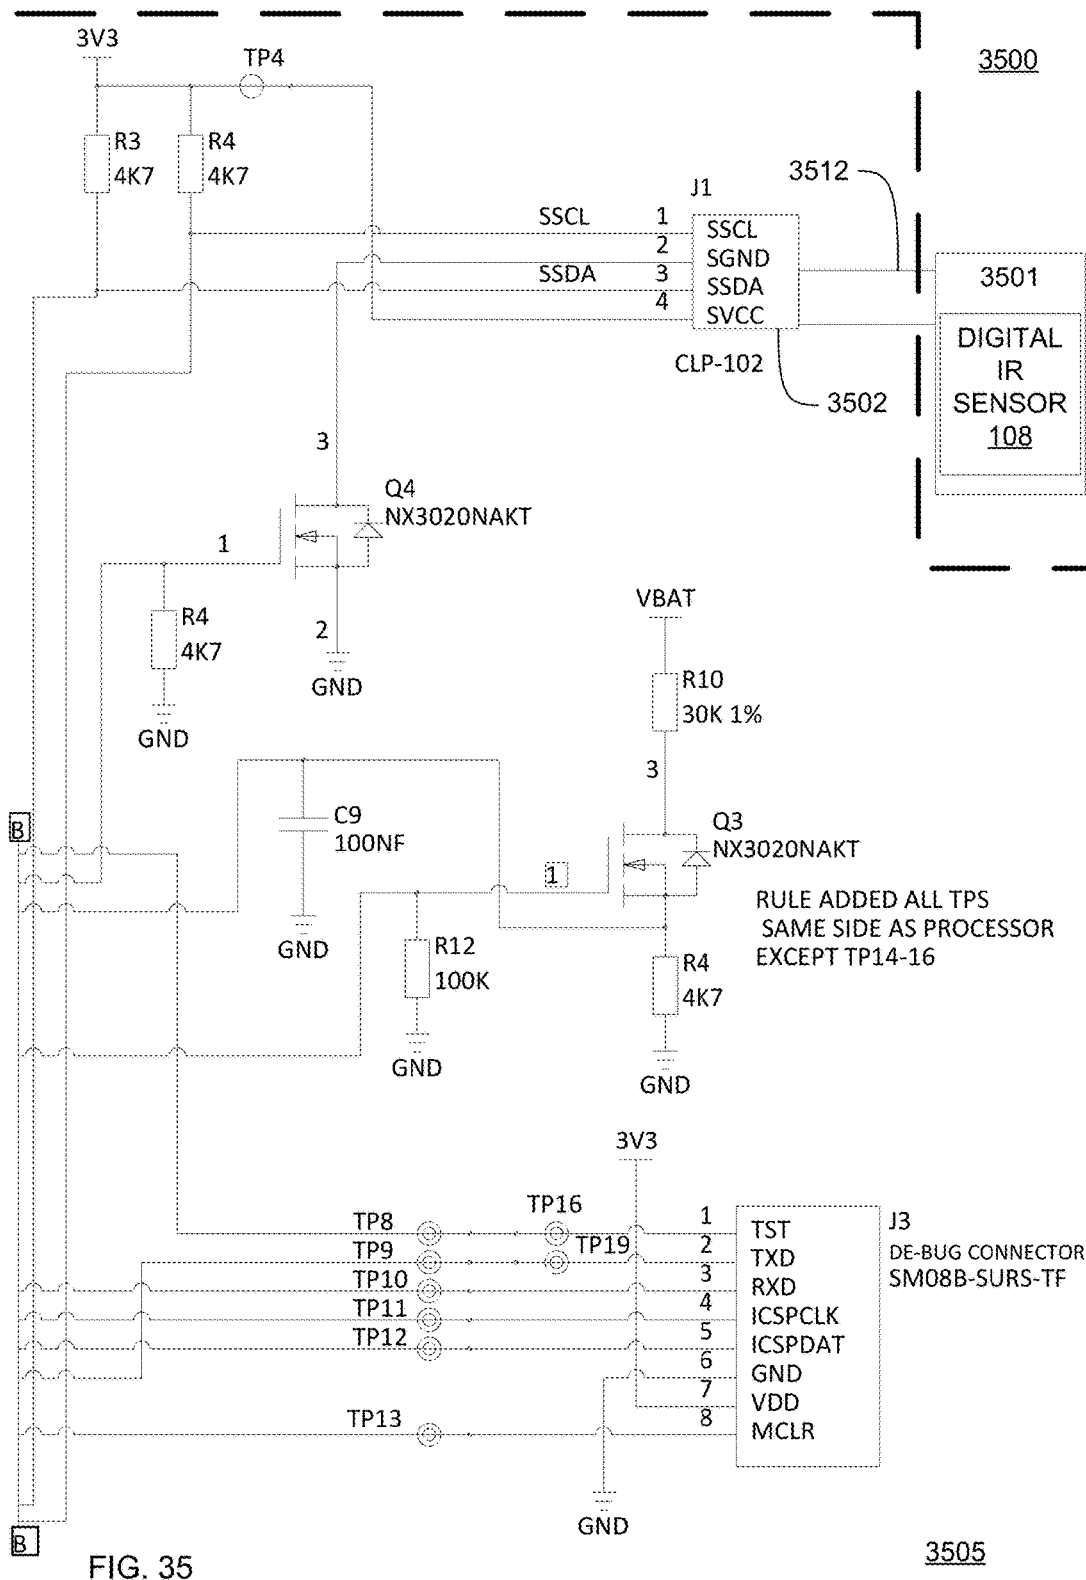 3V3
TP4
3500
R3
4K7
R4
4K7
3512
J1
SSCL
1
SSCL
2
SGND
SSDA
3
SSDA
4
SVCC
3501
DIGITAL
IR
SENSOR
108
CLP-102
3502
3
Q4
NX3020NAKT
1
R4
4K7
2
GND
GND
VBAT
R10
30K 1%
3
C9
100NF
B
Q3
NX3020NAKT
1
RULE ADDED ALL TPS
SAME SIDE AS PROCESSOR
EXCEPT TP14-16
GND
R12
100K
R4
4K7
GND
GND
3V3
TP8
TP16
1
TST
J3
TP9
TP19
2
TXD
DE-BUG CONNECTOR
SM08B-SURS-TF
TP10
3
RXD
TP11
4
ICSPCLK
TP12
5
ICSPDAT
6
GND
7
VDD
TP13
8
MCLR
GND
B
FIG. 35
3505